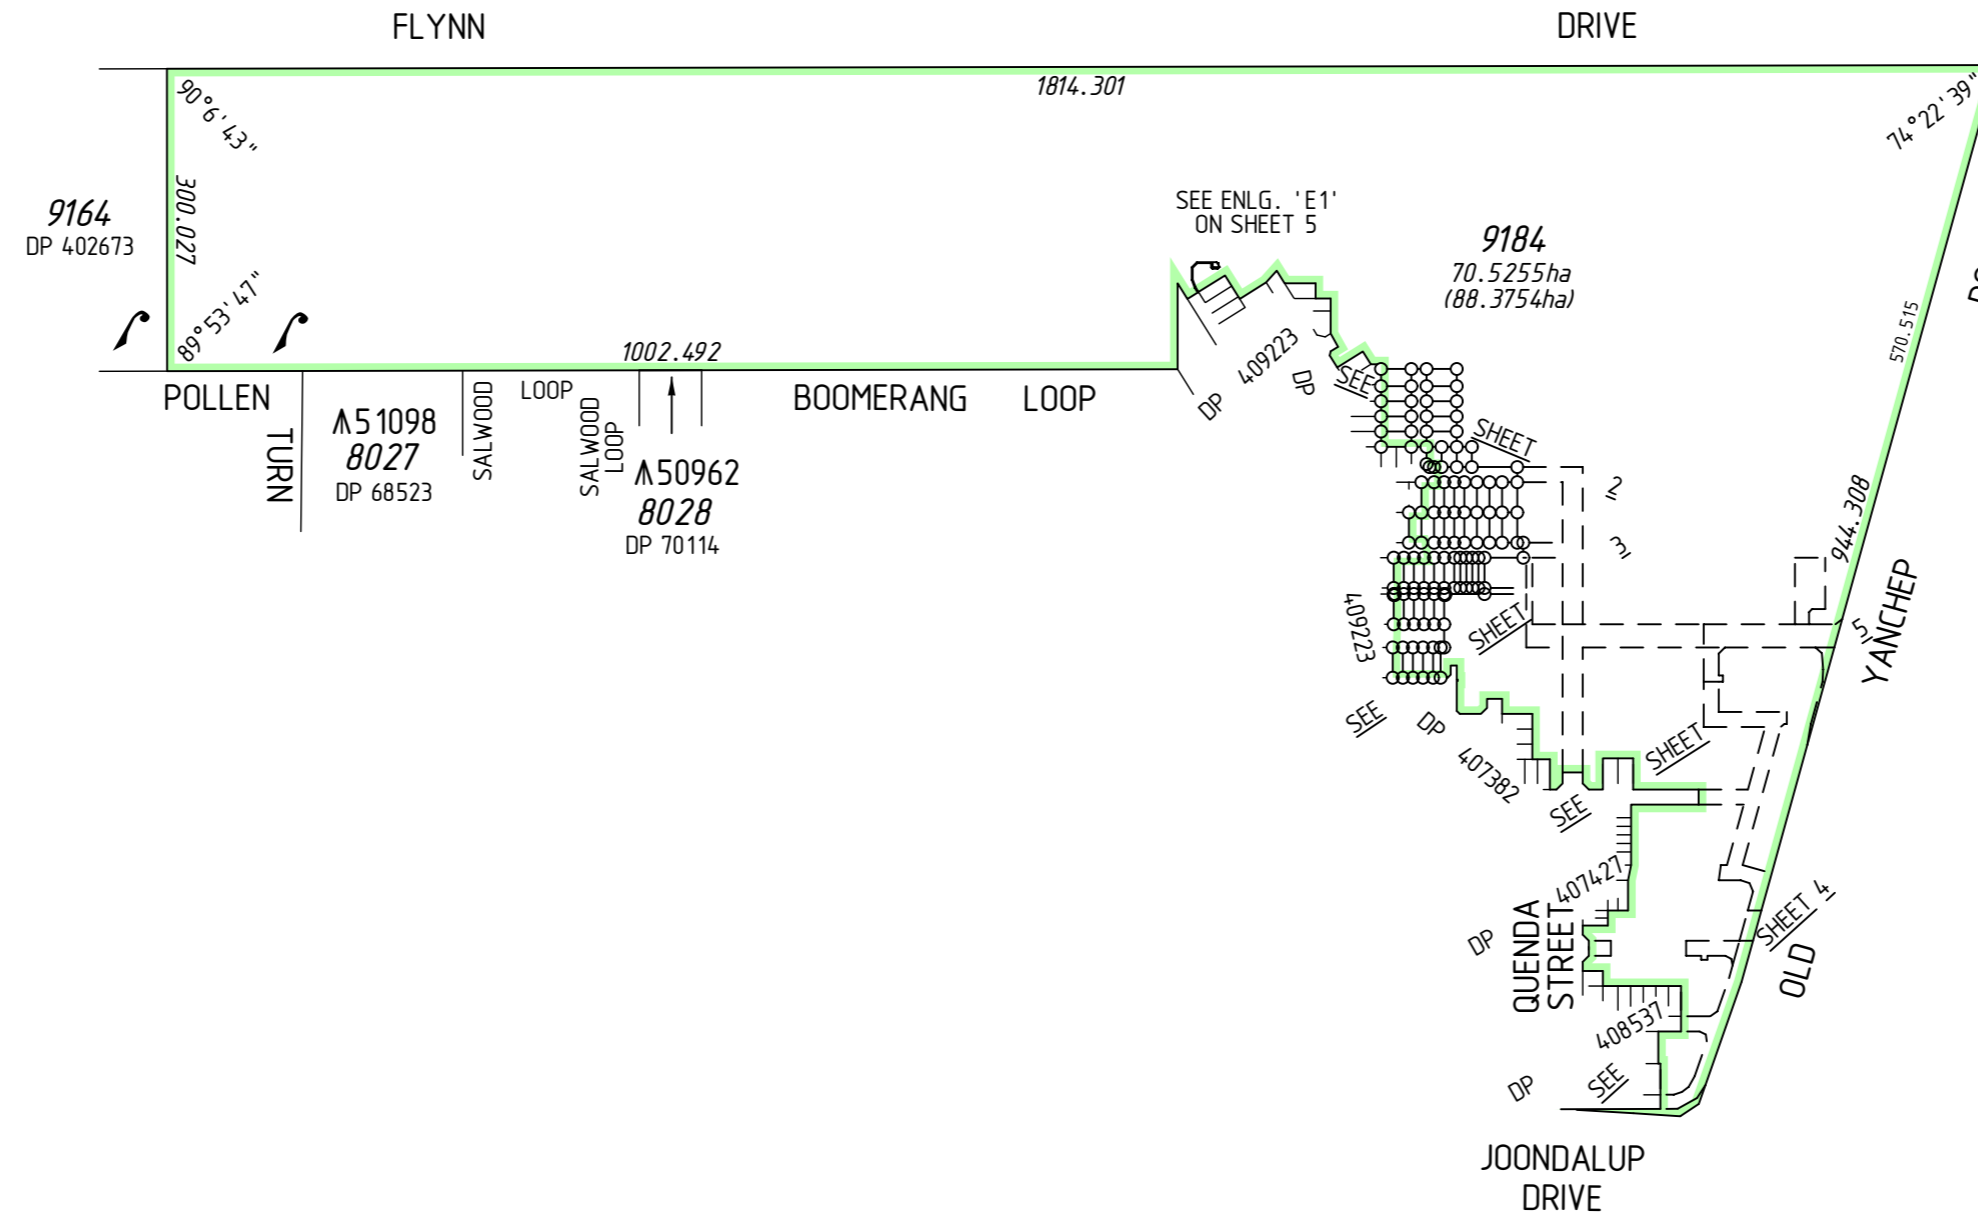 FLYNN DRIVE
1814.301
90°6'43"
74°22'39"
300.027
9164
DP 402673
89°53'47"
SEE ENLG. 'E1'
ON SHEET 5
9184
70.5255ha
(88.3754ha)
570.515
1002.492
POLLEN
TURN
SALWOOD
LOOP
SALWOOD
LOOP
BOOMERANG LOOP
51098
8027
DP 68523
50962
8028
DP 70114
DP 409223
DP
SEE
SHEET
2
3
944.308
409223
SHEET
5
YANCHEP
SEE
DP
407382
SHEET
SEE
407427
DP
QUENDA
STREET
SHEET 4
OLD
408537
DP
SEE
JOONDALUP
DRIVE